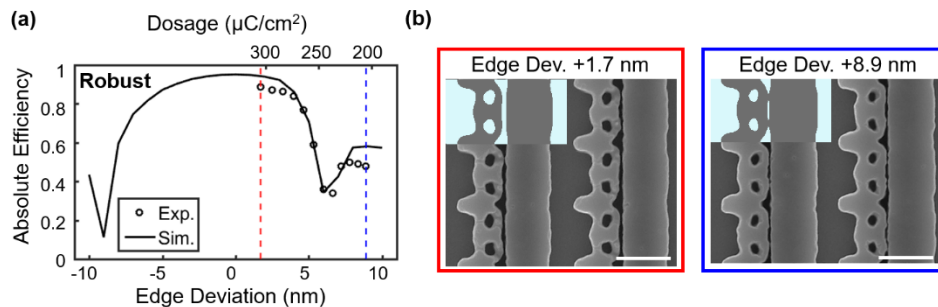 (a)
Dosage (μC/cm²)
300 250 200
Robust
1
0.8
0.6
0.4
0.2
0
Absolute Efficiency
Exp.
Sim.
-10 -5 0 5 10
Edge Deviation (nm)
(b)
Edge Dev. +1.7 nm
Edge Dev. +8.9 nm